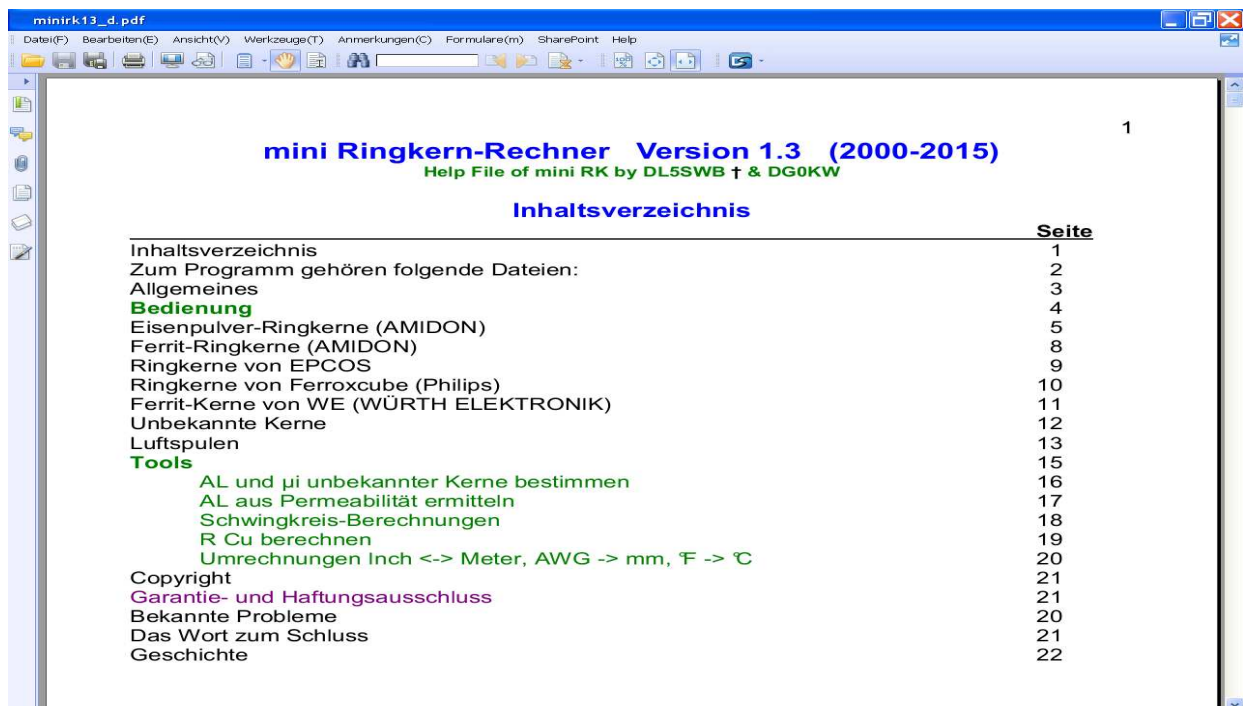 minirk13_d.pdf
Datei(F) Bearbeiten(E) Ansicht(V) Werkzeuge(T) Anmerkungen(C) Formulare(m) SharePoint Help
1
mini Ringkern-Rechner Version 1.3 (2000-2015)
Help File of mini RK by DL5SWB † & DG0KW
Inhaltsverzeichnis
Seite
Inhaltsverzeichnis 1
Zum Programm gehören folgende Dateien: 2
Allgemeines 3
Bedienung 4
Eisenpulver-Ringkerne (AMIDON) 5
Ferrit-Ringkerne (AMIDON) 8
Ringkerne von EPCOS 9
Ringkerne von Ferroxcube (Philips) 10
Ferrit-Kerne von WE (WÜRTH ELEKTRONIK) 11
Unbekannte Kerne 12
Luftspulen 13
Tools 15
AL und µi unbekannter Kerne bestimmen 16
AL aus Permeabilität ermitteln 17
Schwingkreis-Berechnungen 18
R Cu berechnen 19
Umrechnungen Inch <-> Meter, AWG -> mm, °F -> °C 20
Copyright 21
Garantie- und Haftungsausschluss 21
Bekannte Probleme 20
Das Wort zum Schluss 21
Geschichte 22